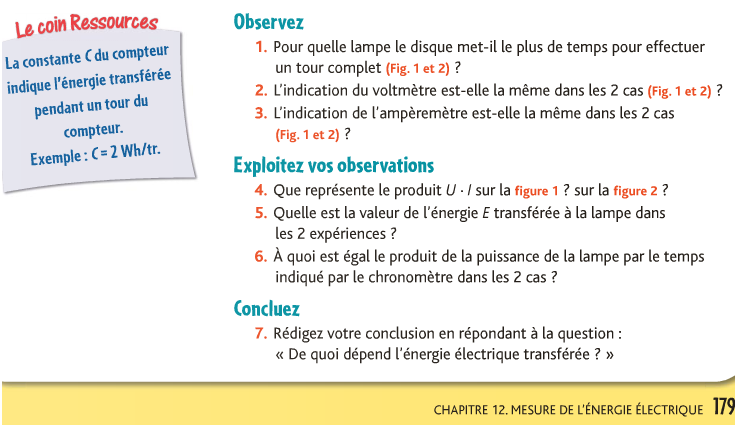 Le coin Ressources
La constante C du compteur
indique l'énergie transférée
pendant un tour du
compteur.
Exemple : C = 2 Wh/tr.
Observez
1. Pour quelle lampe le disque met-il le plus de temps pour effectuer
un tour complet (Fig. 1 et 2) ?
2. L'indication du voltmètre est-elle la même dans les 2 cas (Fig. 1 et 2) ?
3. L'indication de l'ampèremètre est-elle la même dans les 2 cas
(Fig. 1 et 2) ?
Exploitez vos observations
4. Que représente le produit U · I sur la figure 1 ? sur la figure 2 ?
5. Quelle est la valeur de l'énergie E transférée à la lampe dans
les 2 expériences ?
6. À quoi est égal le produit de la puissance de la lampe par le temps
indiqué par le chronomètre dans les 2 cas ?
Concluez
7. Rédigez votre conclusion en répondant à la question :
« De quoi dépend l'énergie électrique transférée ? »
CHAPITRE 12. MESURE DE L'ÉNERGIE ÉLECTRIQUE 179